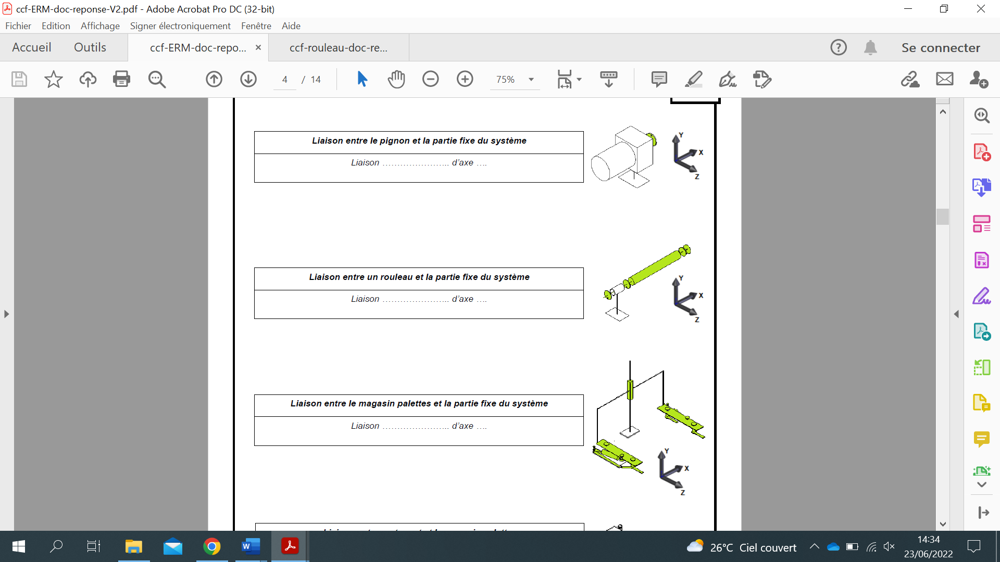 ccf-ERM-doc-reponse-V2.pdf - Adobe Acrobat Pro DC (32-bit)
Fichier Edition Affichage Signer électroniquement Fenêtre Aide
Accueil Outils ccf-ERM-doc-repo... × ccf-rouleau-doc-re... ? Se connecter
4 / 14 75%
Liaison entre le pignon et la partie fixe du système
Liaison ………………….. d'axe ….
Y
X
Z
Liaison entre un rouleau et la partie fixe du système
Liaison ………………….. d'axe ….
Y
X
Z
Liaison entre le magasin palettes et la partie fixe du système
Liaison ………………….. d'axe ….
Y
X
Z
W
26°C Ciel couvert
14:34
23/06/2022